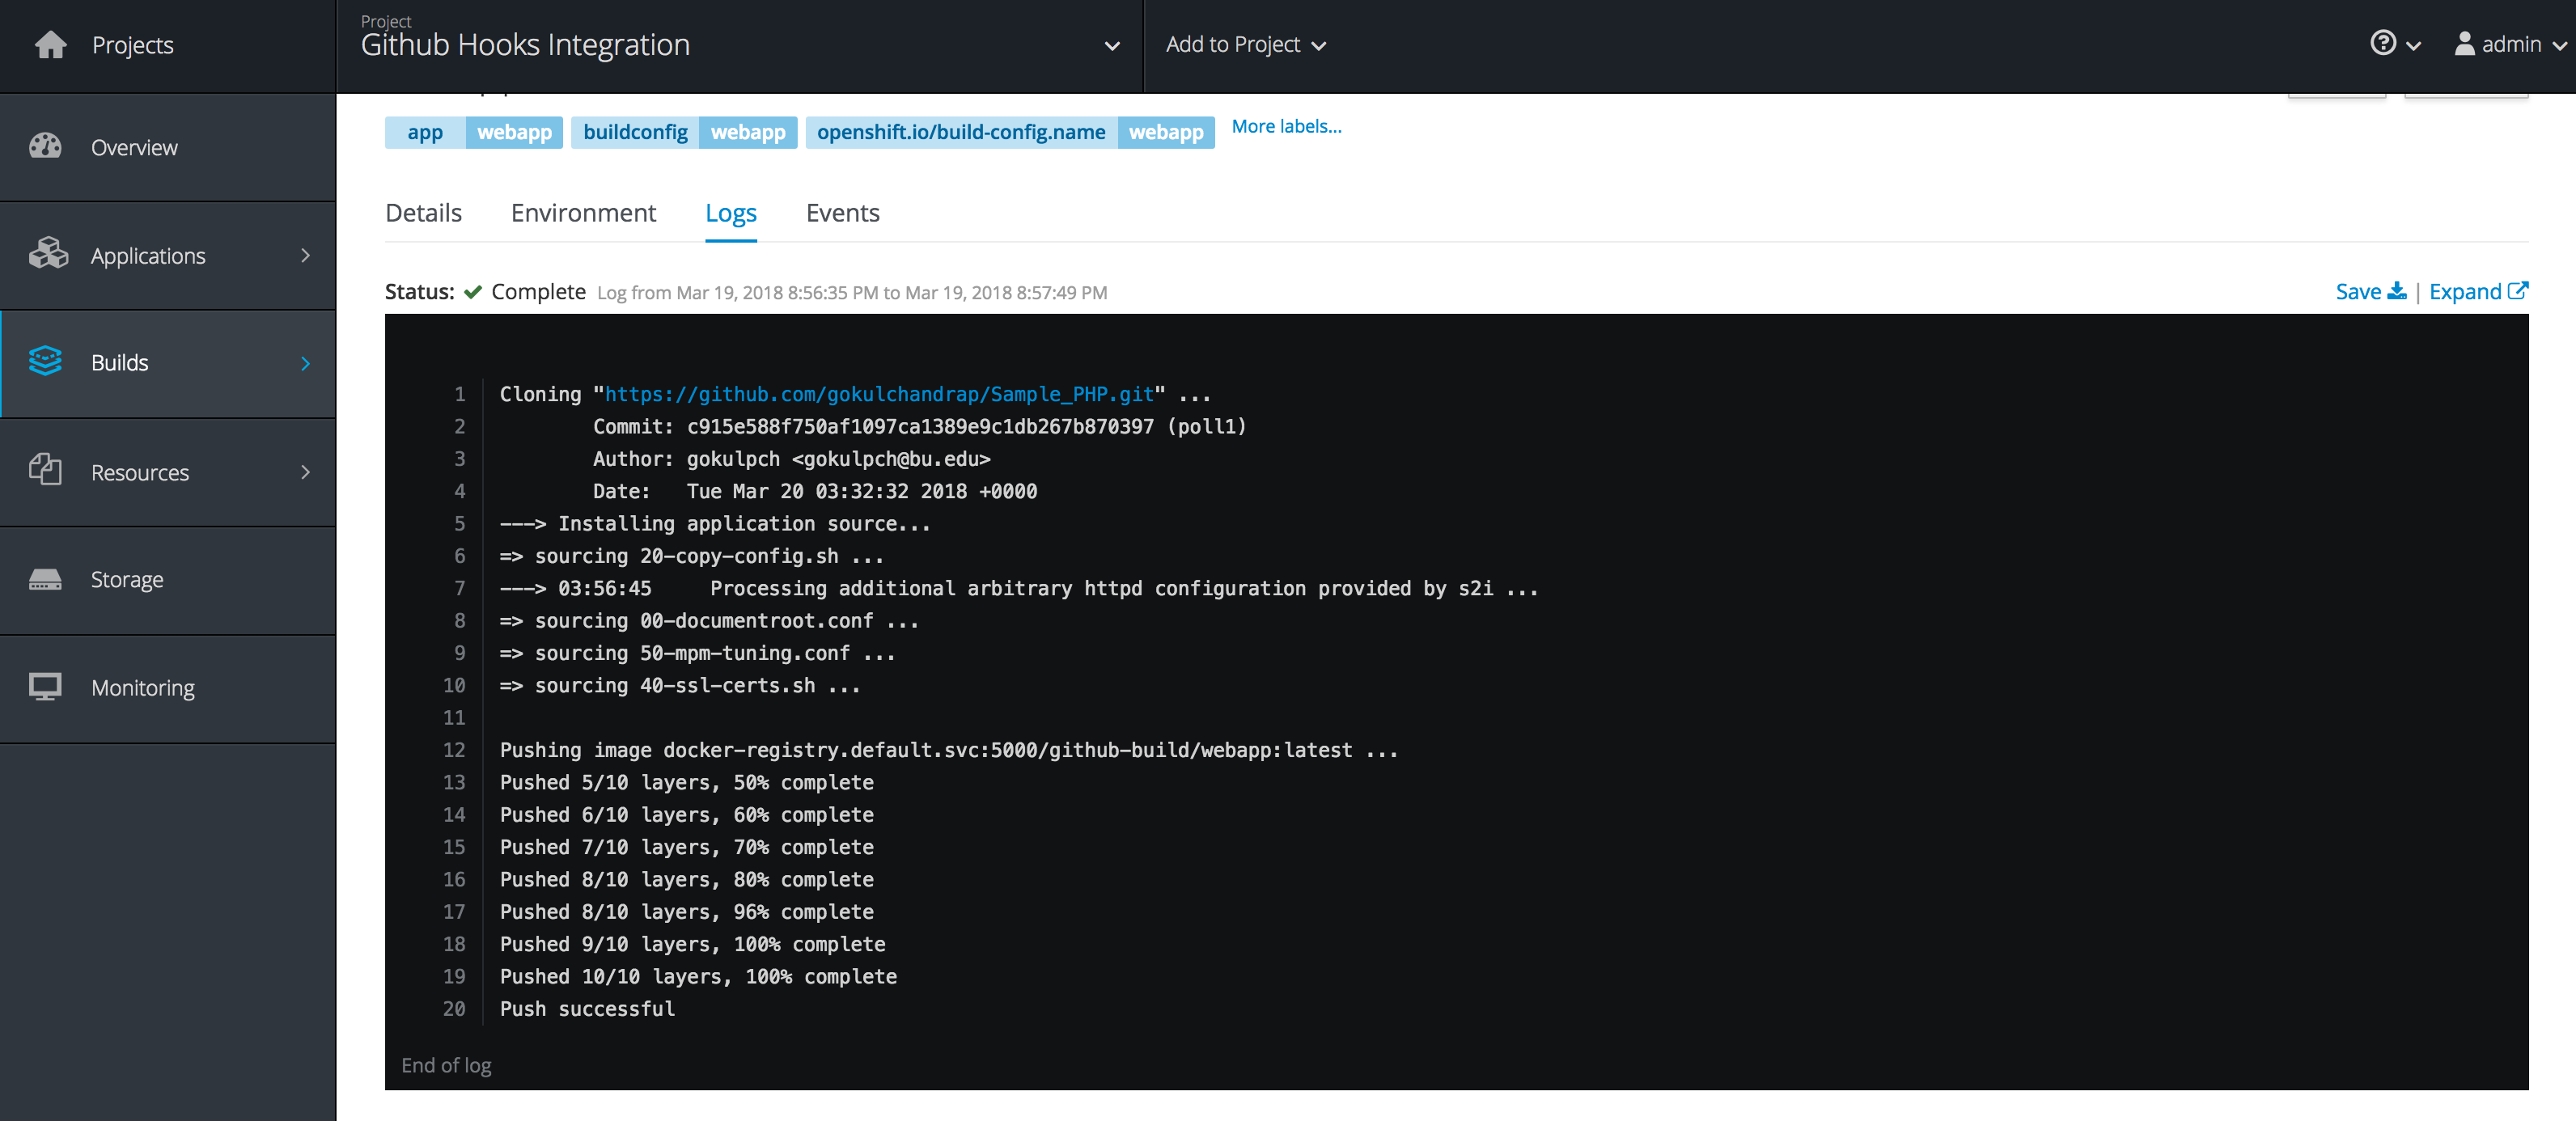 Projects
Project
Github Hooks Integration
Add to Project
admin
Overview
Applications
Builds
Resources
Storage
Monitoring
app webapp buildconfig webapp openshift.io/build-config.name webapp More labels...
Details Environment Logs Events
Status: Complete Log from Mar 19, 2018 8:56:35 PM to Mar 19, 2018 8:57:49 PM Save | Expand
1 Cloning "https://github.com/gokulchandrap/Sample_PHP.git" ...
2 Commit: c915e588f750af1097ca1389e9c1db267b870397 (poll1)
3 Author: gokulpch <gokulpch@bu.edu>
4 Date: Tue Mar 20 03:32:32 2018 +0000
5 ---> Installing application source...
6 => sourcing 20-copy-config.sh ...
7 ---> 03:56:45 Processing additional arbitrary httpd configuration provided by s2i ...
8 => sourcing 00-documentroot.conf ...
9 => sourcing 50-mpm-tuning.conf ...
10 => sourcing 40-ssl-certs.sh ...
11
12 Pushing image docker-registry.default.svc:5000/github-build/webapp:latest ...
13 Pushed 5/10 layers, 50% complete
14 Pushed 6/10 layers, 60% complete
15 Pushed 7/10 layers, 70% complete
16 Pushed 8/10 layers, 80% complete
17 Pushed 8/10 layers, 96% complete
18 Pushed 9/10 layers, 100% complete
19 Pushed 10/10 layers, 100% complete
20 Push successful
End of log